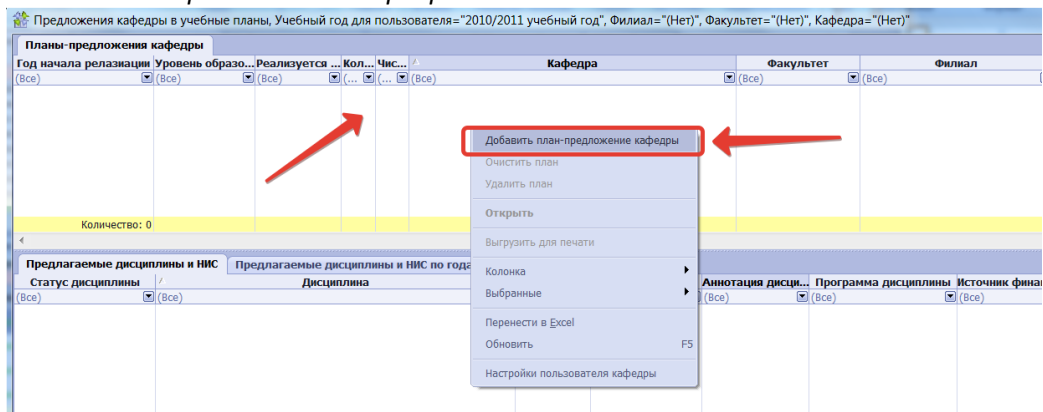 Предложения кафедры в учебные планы, Учебный год для пользователя="2010/2011 учебный год", Филиал="(Нет)", Факультет="(Нет)", Кафедра="(Нет)"
Планы-предложения кафедры
Год начала релазиации Уровень образо... Реализуется ... Кол... Чис... Кафедра Факультет Филиал
(Все) (Все) (Все) (... (... (Все) (Все) (Все)
Добавить план-предложение кафедры
Очистить план
Удалить план
Открыть
Выгрузить для печати
Колонка
Выбранные
Перенести в Excel
Обновить F5
Настройки пользователя кафедры
Количество: 0
Предлагаемые дисциплины и НИС Предлагаемые дисциплины и НИС по года
Статус дисциплины Дисциплина Аннотация дисци... Программа дисциплины Источник фина
(Все) (Все) (Все) (Все) (Все)